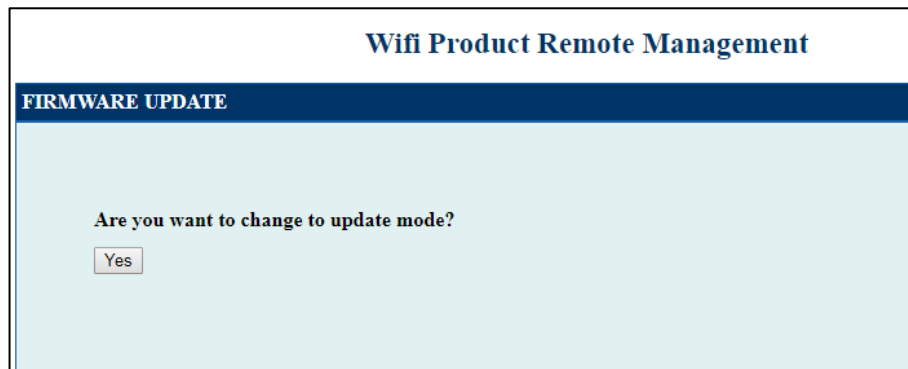 Wifi Product Remote Management
FIRMWARE UPDATE
Are you want to change to update mode?
Yes